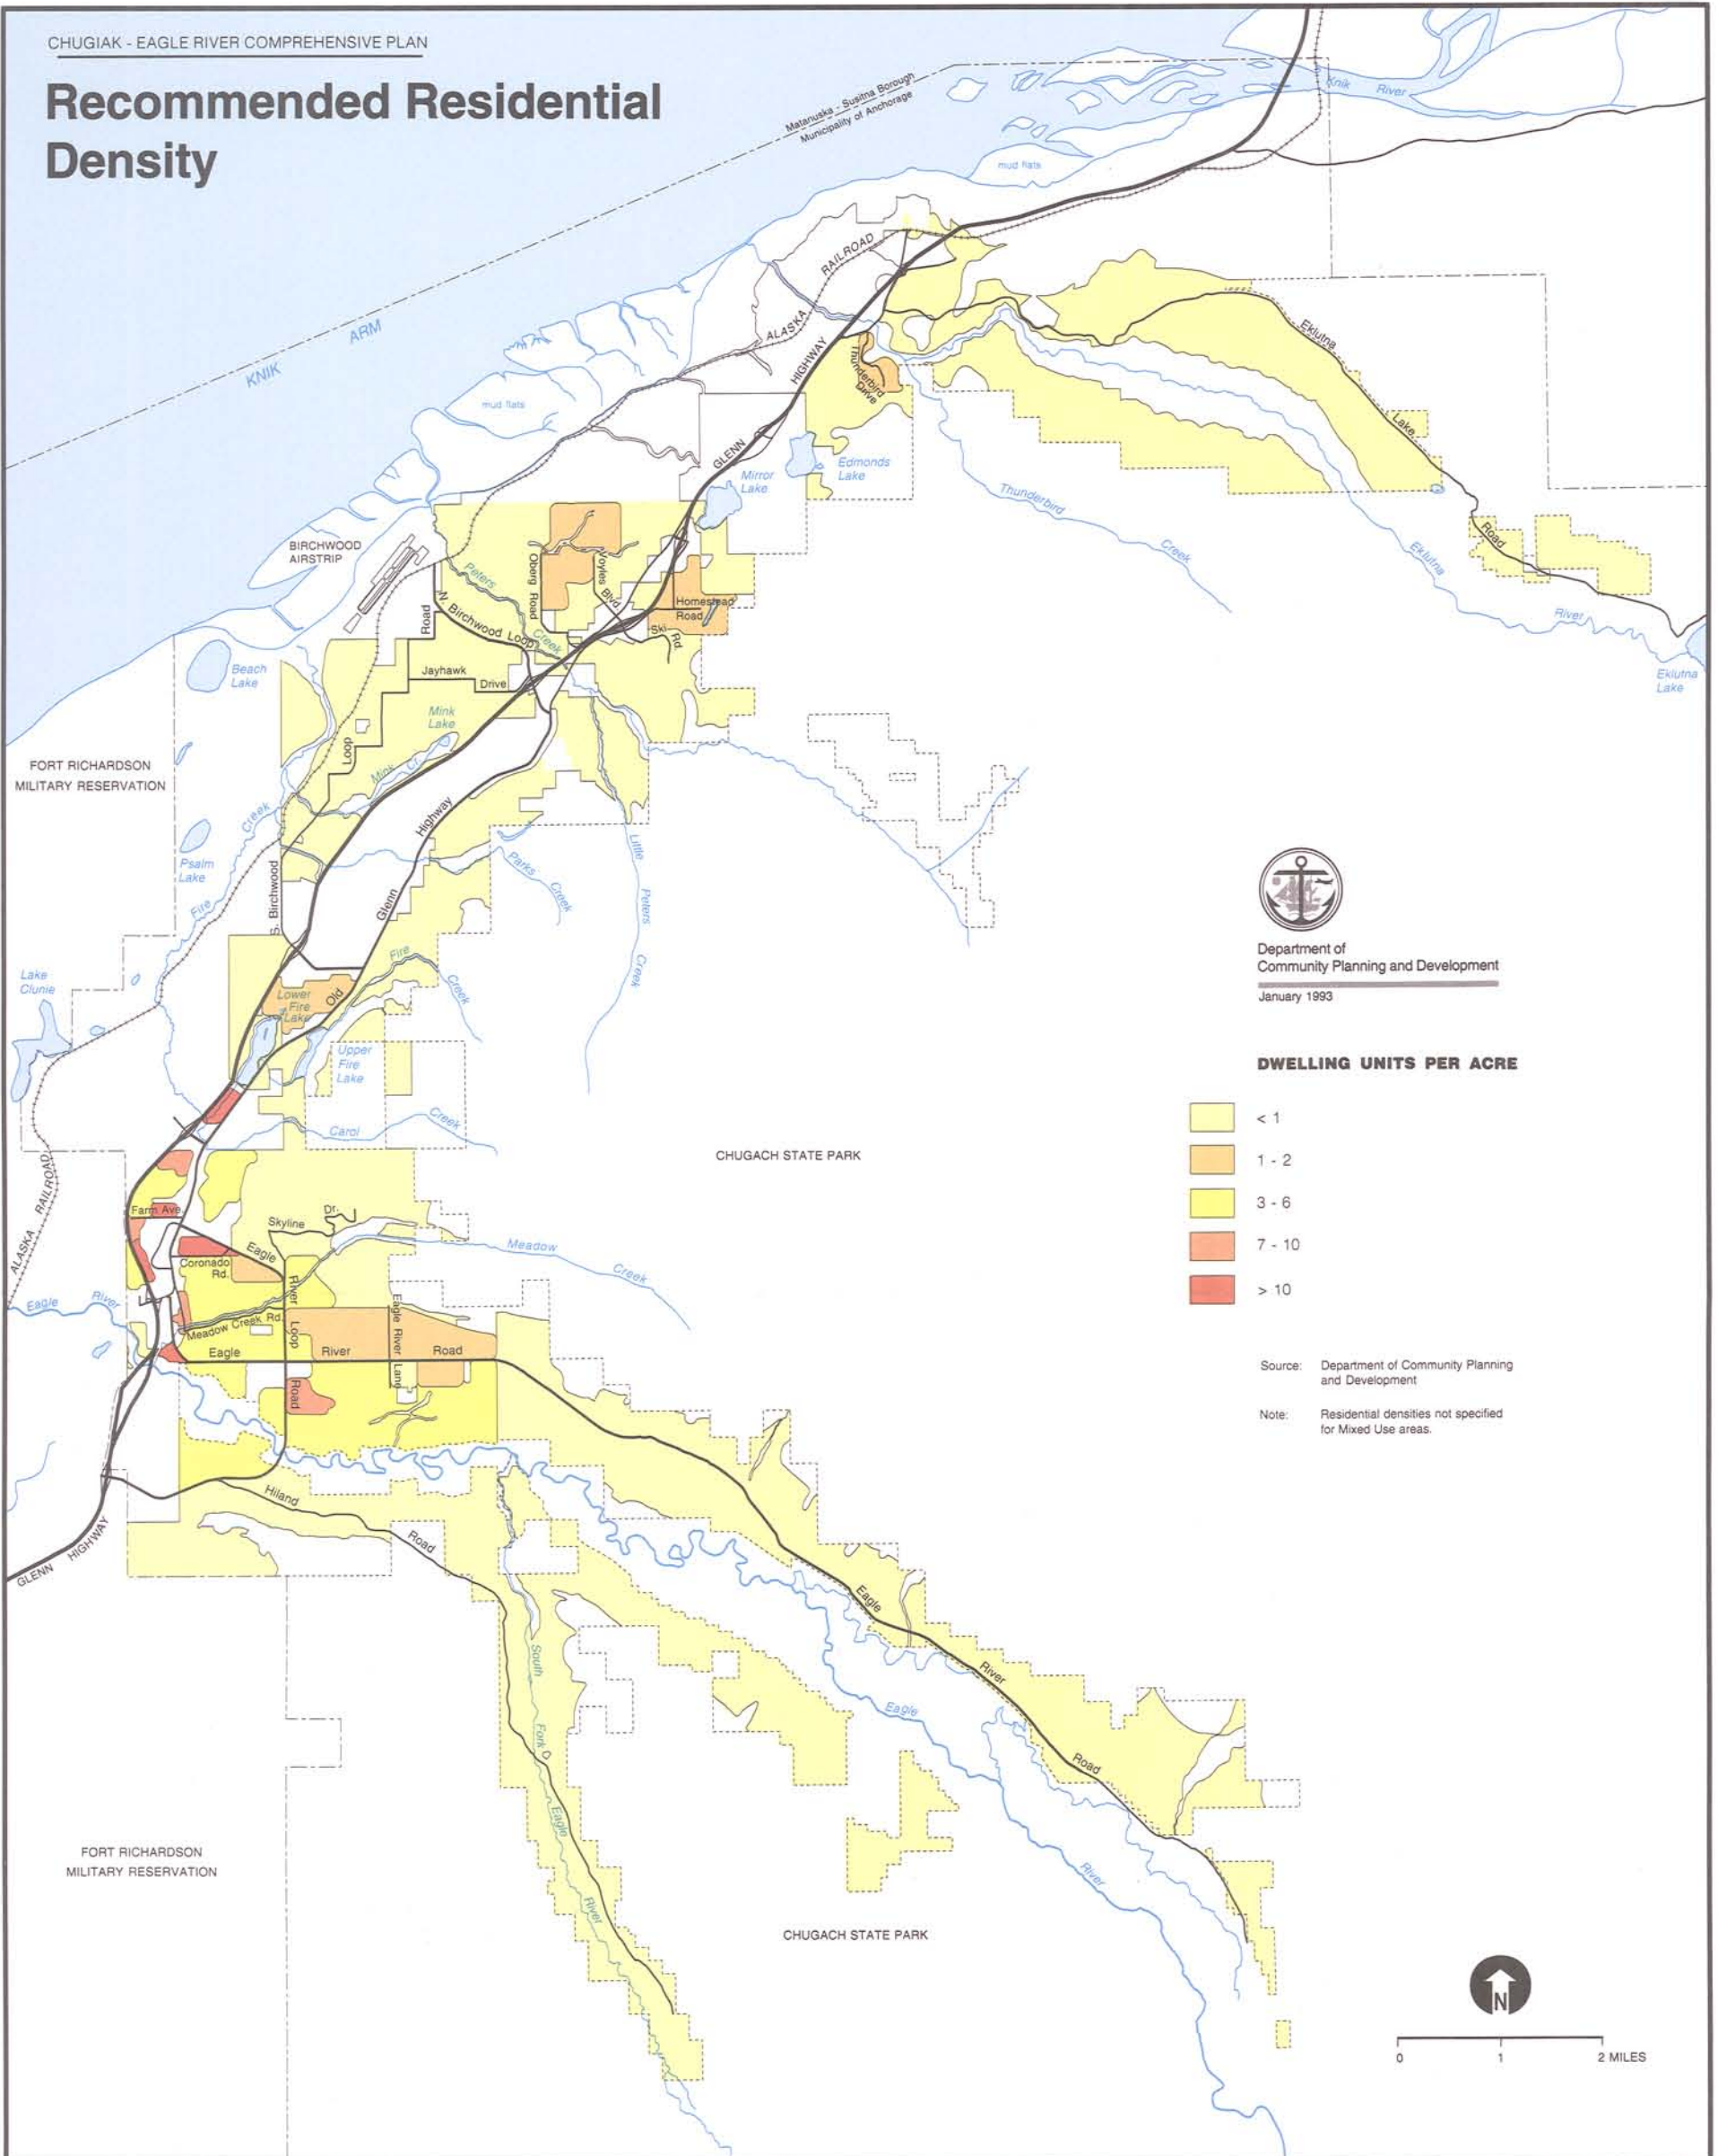 CHUGIAK - EAGLE RIVER COMPREHENSIVE PLAN
Recommended Residential
Density
Matanuska - Susitna Borough
Municipality of Anchorage
Knik River
mud flats
KNIK ARM
ALASKA RAILROAD
GLENN HIGHWAY
Thunderbird
Drive
Eklutna Lake Road
mud flats
Mirror
Lake
Edmonds
Lake
Thunderbird Creek
Eklutna River
Eklutna
Lake
BIRCHWOOD
AIRSTRIP
Peters Creek
Oberg Road
Voyles Blvd.
Homestead
Road
Ski Rd.
N. Birchwood Loop
Road
Jayhawk Drive
Beach
Lake
Mink
Lake
Mink Cr.
Loop
FORT RICHARDSON
MILITARY RESERVATION
Fire Creek
Psalm
Lake
S. Birchwood
Old Glenn Highway
Parks Creek
Little Peters Creek
Lake
Clunie
Fire Creek
Lower
Fire
Lake
Upper
Fire
Lake
Carol Creek
Department of
Community Planning and Development
January 1993
DWELLING UNITS PER ACRE
< 1
1 - 2
3 - 6
7 - 10
> 10
Source: Department of Community Planning
and Development
Note: Residential densities not specified
for Mixed Use areas.
CHUGACH STATE PARK
ALASKA RAILROAD
Farm Ave.
Skyline Dr.
Coronado
Rd.
Eagle River Loop Road
Meadow Creek
Eagle River
Meadow Creek Rd.
Eagle River Lane
Eagle River Road
Hiland Road
GLENN HIGHWAY
Eagle River Road
South Fork Eagle River
Eagle River
FORT RICHARDSON
MILITARY RESERVATION
CHUGACH STATE PARK
N
0 1 2 MILES